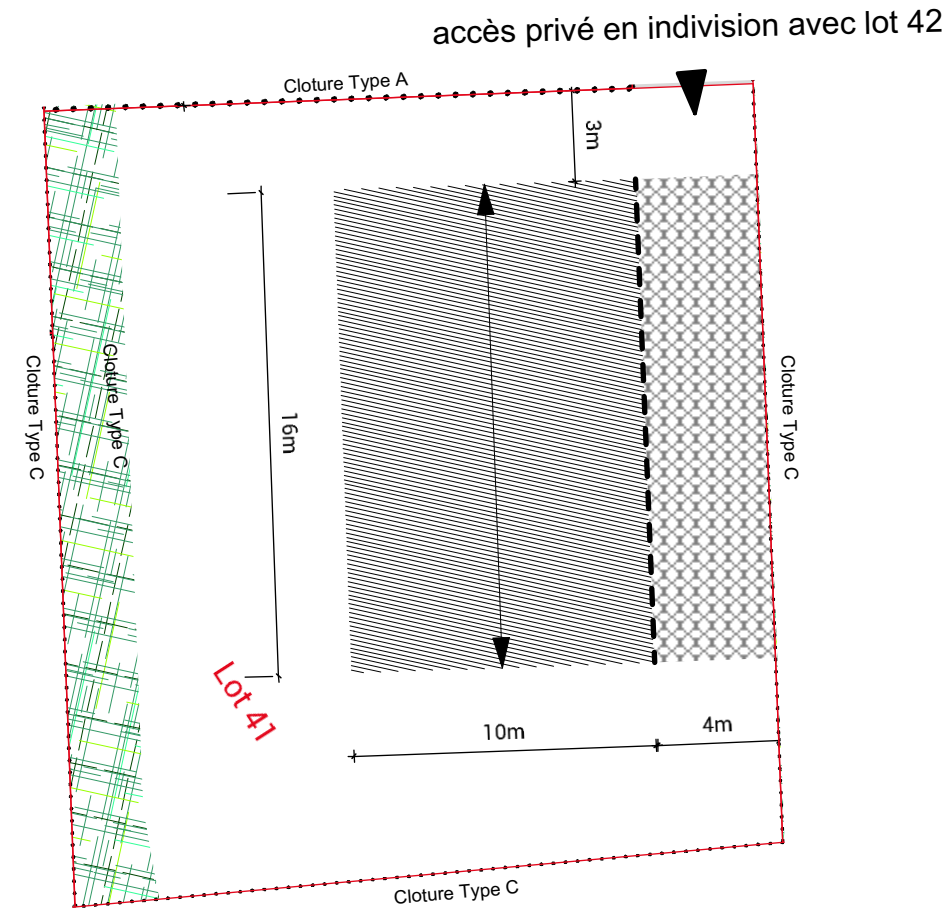 accès privé en indivision avec lot 42
Cloture Type A
3m
Cloture Type C
Cloture Type C
Cloture Type C
16m
Lot 41
10m
4m
Cloture Type C